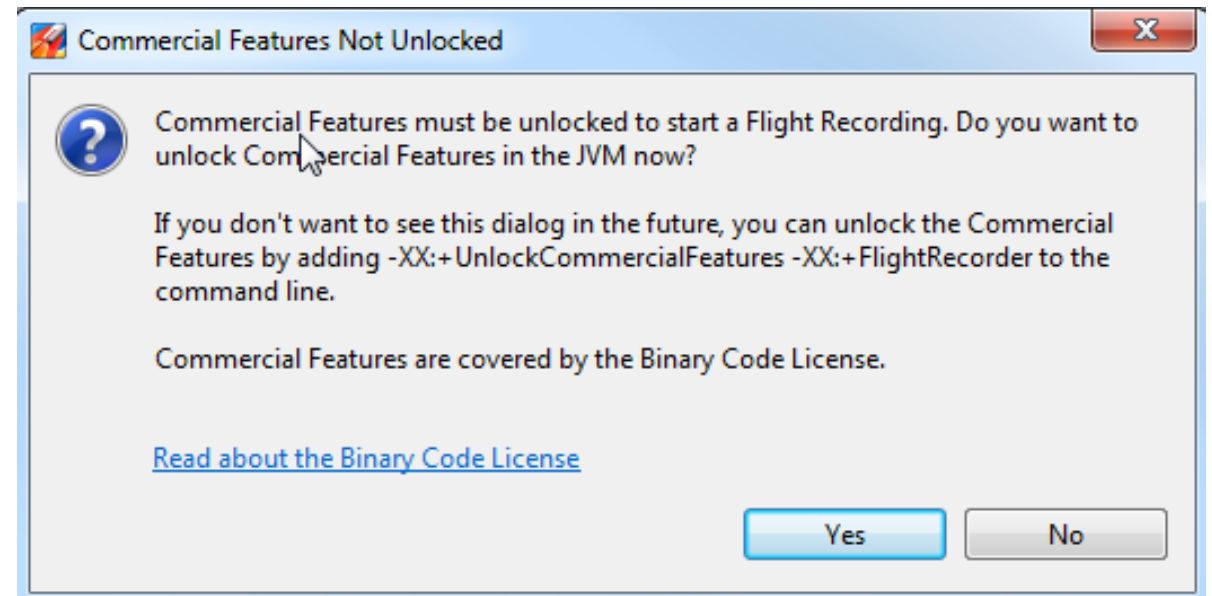 Commercial Features Not Unlocked
Commercial Features must be unlocked to start a Flight Recording. Do you want to
unlock Commercial Features in the JVM now?
If you don't want to see this dialog in the future, you can unlock the Commercial
Features by adding -XX:+UnlockCommercialFeatures -XX:+FlightRecorder to the
command line.
Commercial Features are covered by the Binary Code License.
Read about the Binary Code License
Yes No